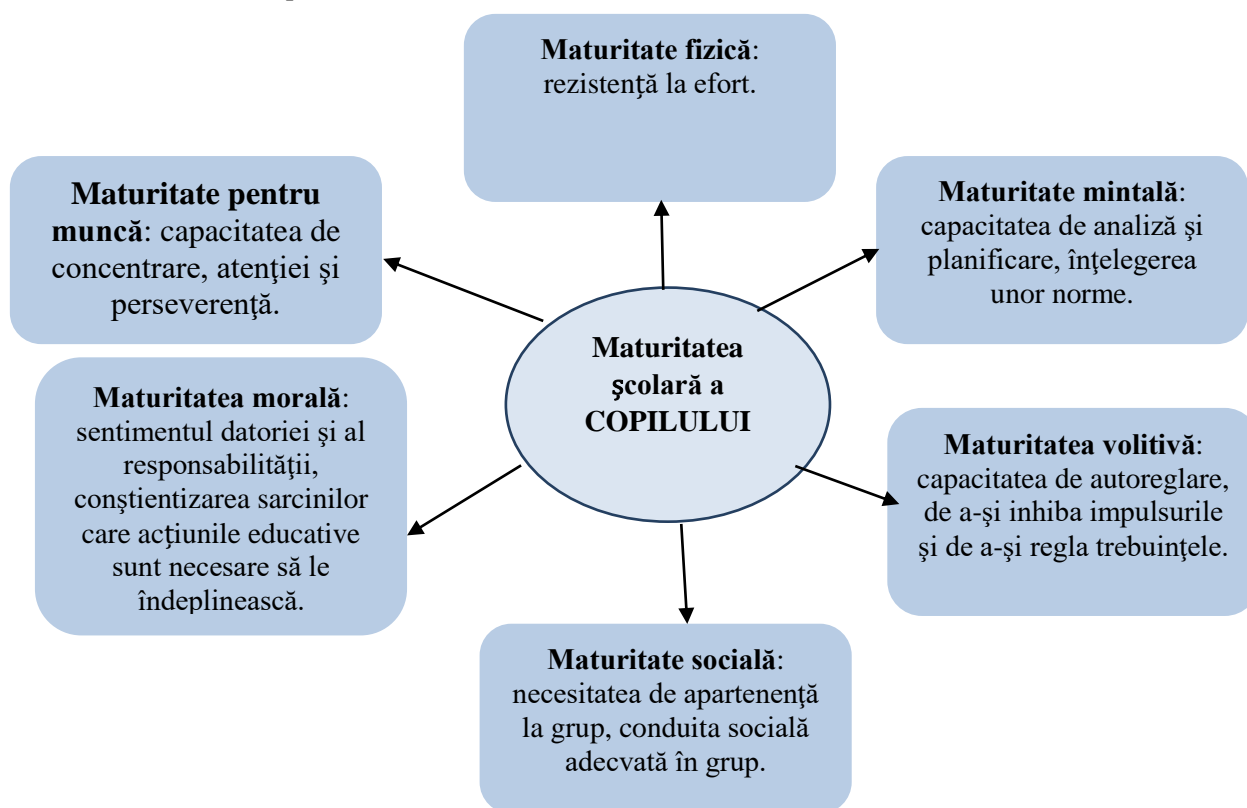 Maturitate fizică:
rezistenţă la efort.
Maturitate pentru
muncă: capacitatea de
concentrare, atenţiei şi
perseverenţă.
Maturitate mintală:
capacitatea de analiză şi
planificare, înţelegerea
unor norme.
Maturitatea
şcolară a
COPILULUI
Maturitatea morală:
sentimentul datoriei şi al
responsabilităţii,
conştientizarea sarcinilor
care acţiunile educative
sunt necesare să le
îndeplinească.
Maturitatea volitivă:
capacitatea de autoreglare,
de a-şi inhiba impulsurile
şi de a-şi regla trebuinţele.
Maturitate socială:
necesitatea de apartenenţă
la grup, conduita socială
adecvată în grup.